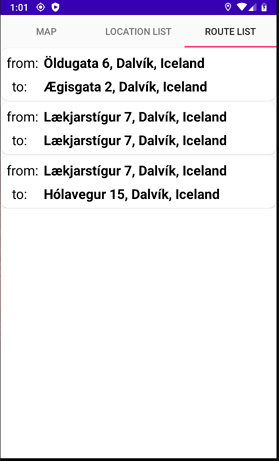 1:01
MAP LOCATION LIST ROUTE LIST
from: Öldugata 6, Dalvík, Iceland
to: Ægisgata 2, Dalvík, Iceland
from: Lækjarstígur 7, Dalvík, Iceland
to: Lækjarstígur 7, Dalvík, Iceland
from: Lækjarstígur 7, Dalvík, Iceland
to: Hólavegur 15, Dalvík, Iceland